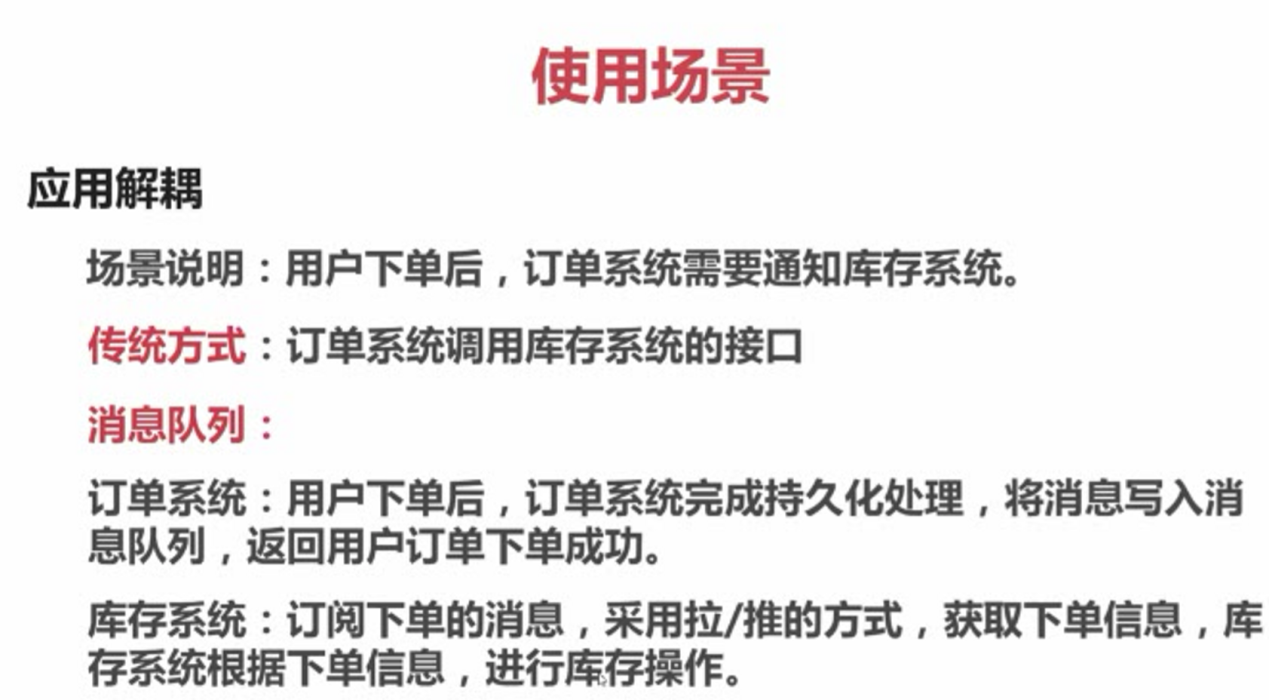 使用场景
应用解耦
场景说明：用户下单后，订单系统需要通知库存系统。
传统方式：订单系统调用库存系统的接口
消息队列：
订单系统：用户下单后，订单系统完成持久化处理，将消息写入消
息队列，返回用户订单下单成功。
库存系统：订阅下单的消息，采用拉/推的方式，获取下单信息，库
存系统根据下单信息，进行库存操作。